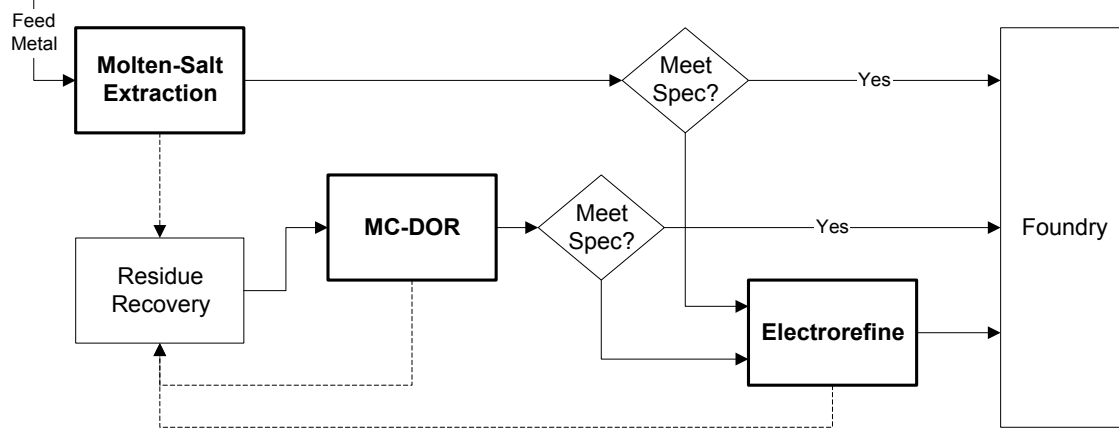 Feed
Metal
Molten-Salt
Extraction
Meet
Spec?
Yes
MC-DOR
Meet
Spec?
Yes
Foundry
Residue
Recovery
Electrorefine